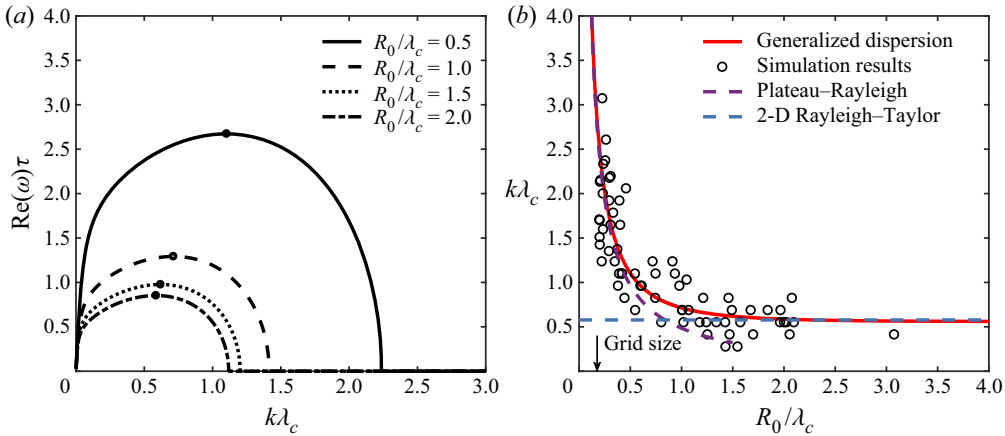 (a)
4.0
3.5
3.0
2.5
2.0
1.5
1.0
0.5
0
0.5
1.0
1.5
2.0
2.5
3.0
Re(ω)τ
kλc
R0/λc = 0.5
R0/λc = 1.0
R0/λc = 1.5
R0/λc = 2.0
(b)
4.0
3.5
3.0
2.5
2.0
1.5
1.0
0.5
0
0.5
1.0
1.5
2.0
2.5
3.0
3.5
4.0
kλc
R0/λc
Generalized dispersion
Simulation results
Plateau–Rayleigh
2-D Rayleigh–Taylor
Grid size